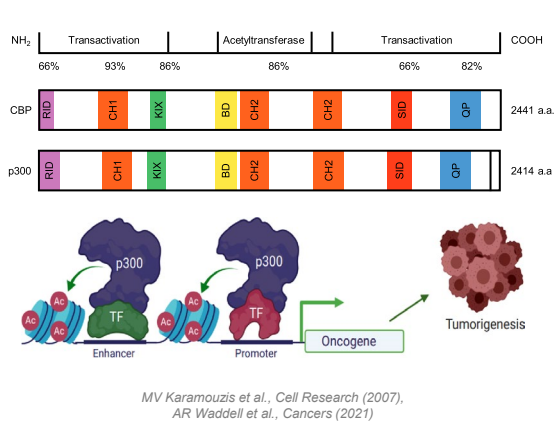 NH2 Transactivation Acetyltransferase Transactivation COOH
66% 93% 86% 86% 66% 82%
CBP RID CH1 KIX BD CH2 CH2 SID QP 2441 a.a.
p300 RID CH1 KIX BD CH2 CH2 SID QP 2414 a.a
p300 p300
Ac Ac Ac TF Ac Ac Ac TF
Oncogene
Tumorigenesis
Enhancer Promoter
MV Karamouzis et al., Cell Research (2007),
AR Waddell et al., Cancers (2021)